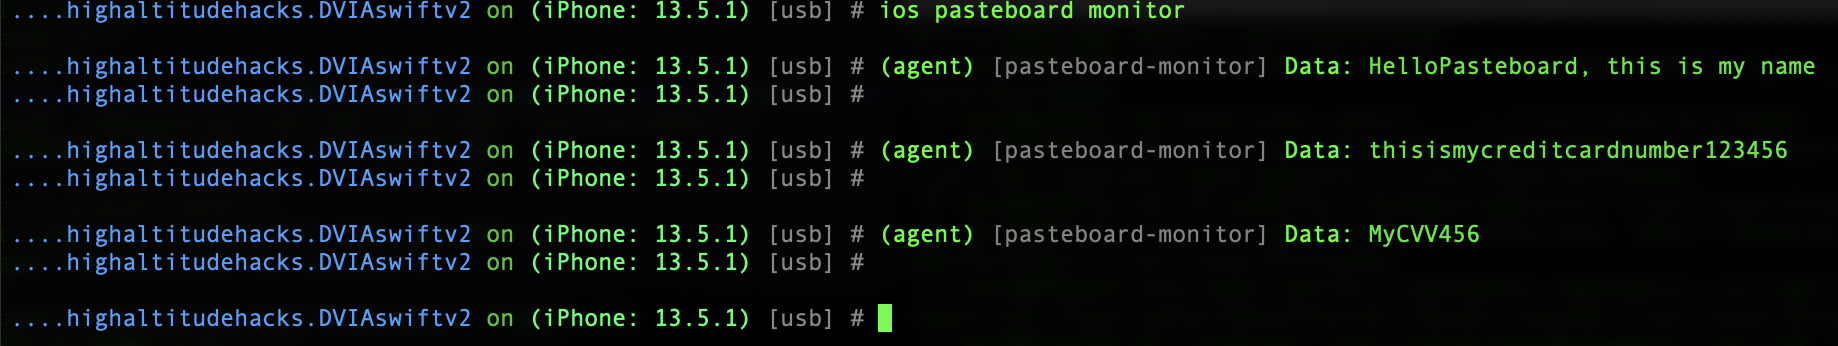 ....highaltitudehacks.DVIAswiftv2 on (iPhone: 13.5.1) [usb] # ios pasteboard monitor
....highaltitudehacks.DVIAswiftv2 on (iPhone: 13.5.1) [usb] # (agent) [pasteboard-monitor] Data: HelloPasteboard, this is my name
....highaltitudehacks.DVIAswiftv2 on (iPhone: 13.5.1) [usb] #
....highaltitudehacks.DVIAswiftv2 on (iPhone: 13.5.1) [usb] # (agent) [pasteboard-monitor] Data: thisismycreditcardnumber123456
....highaltitudehacks.DVIAswiftv2 on (iPhone: 13.5.1) [usb] #
....highaltitudehacks.DVIAswiftv2 on (iPhone: 13.5.1) [usb] # (agent) [pasteboard-monitor] Data: MyCVV456
....highaltitudehacks.DVIAswiftv2 on (iPhone: 13.5.1) [usb] #
....highaltitudehacks.DVIAswiftv2 on (iPhone: 13.5.1) [usb] #